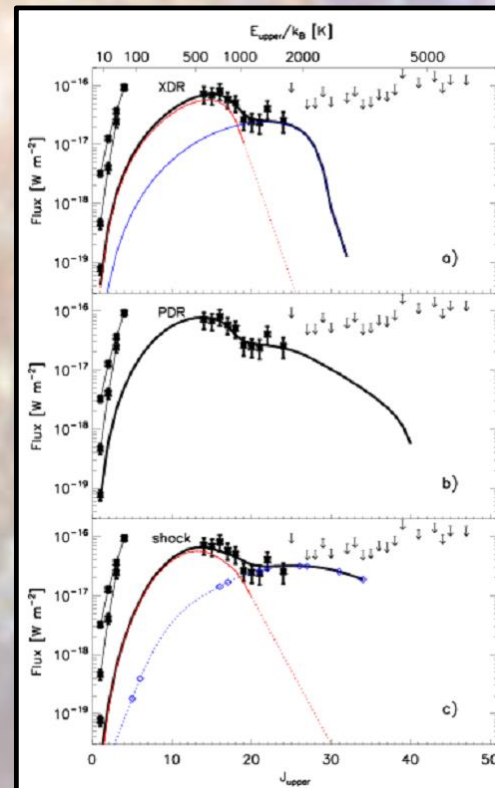 E_upper/k_B [K]
10 100 500 1000 2000 5000
XDR
10^-16
10^-17
10^-18
10^-19
Flux [W m^-2]
a)
PDR
10^-16
10^-17
10^-18
10^-19
Flux [W m^-2]
b)
shock
10^-16
10^-17
10^-18
10^-19
Flux [W m^-2]
c)
0 10 20 30 40 50
J_upper